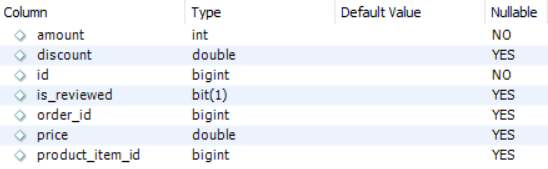 Column Type Default Value Nullable
amount int NO
discount double YES
id bigint NO
is_reviewed bit(1) YES
order_id bigint YES
price double YES
product_item_id bigint YES